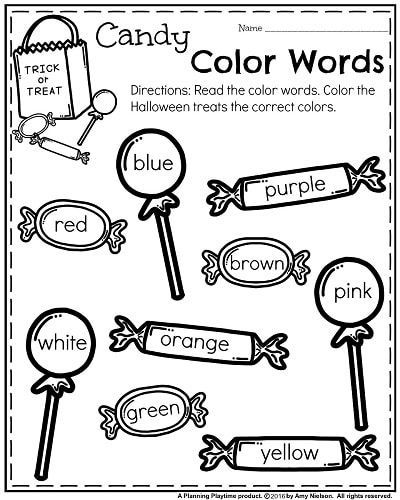 Candy
Name
Color Words
TRICK
or
TREAT
Directions: Read the color words. Color the
Halloween treats the correct colors.
blue
purple
red
brown
pink
white
orange
green
yellow
A Planning Playtime product. ©2016 by Amy Nielson. All rights reserved.